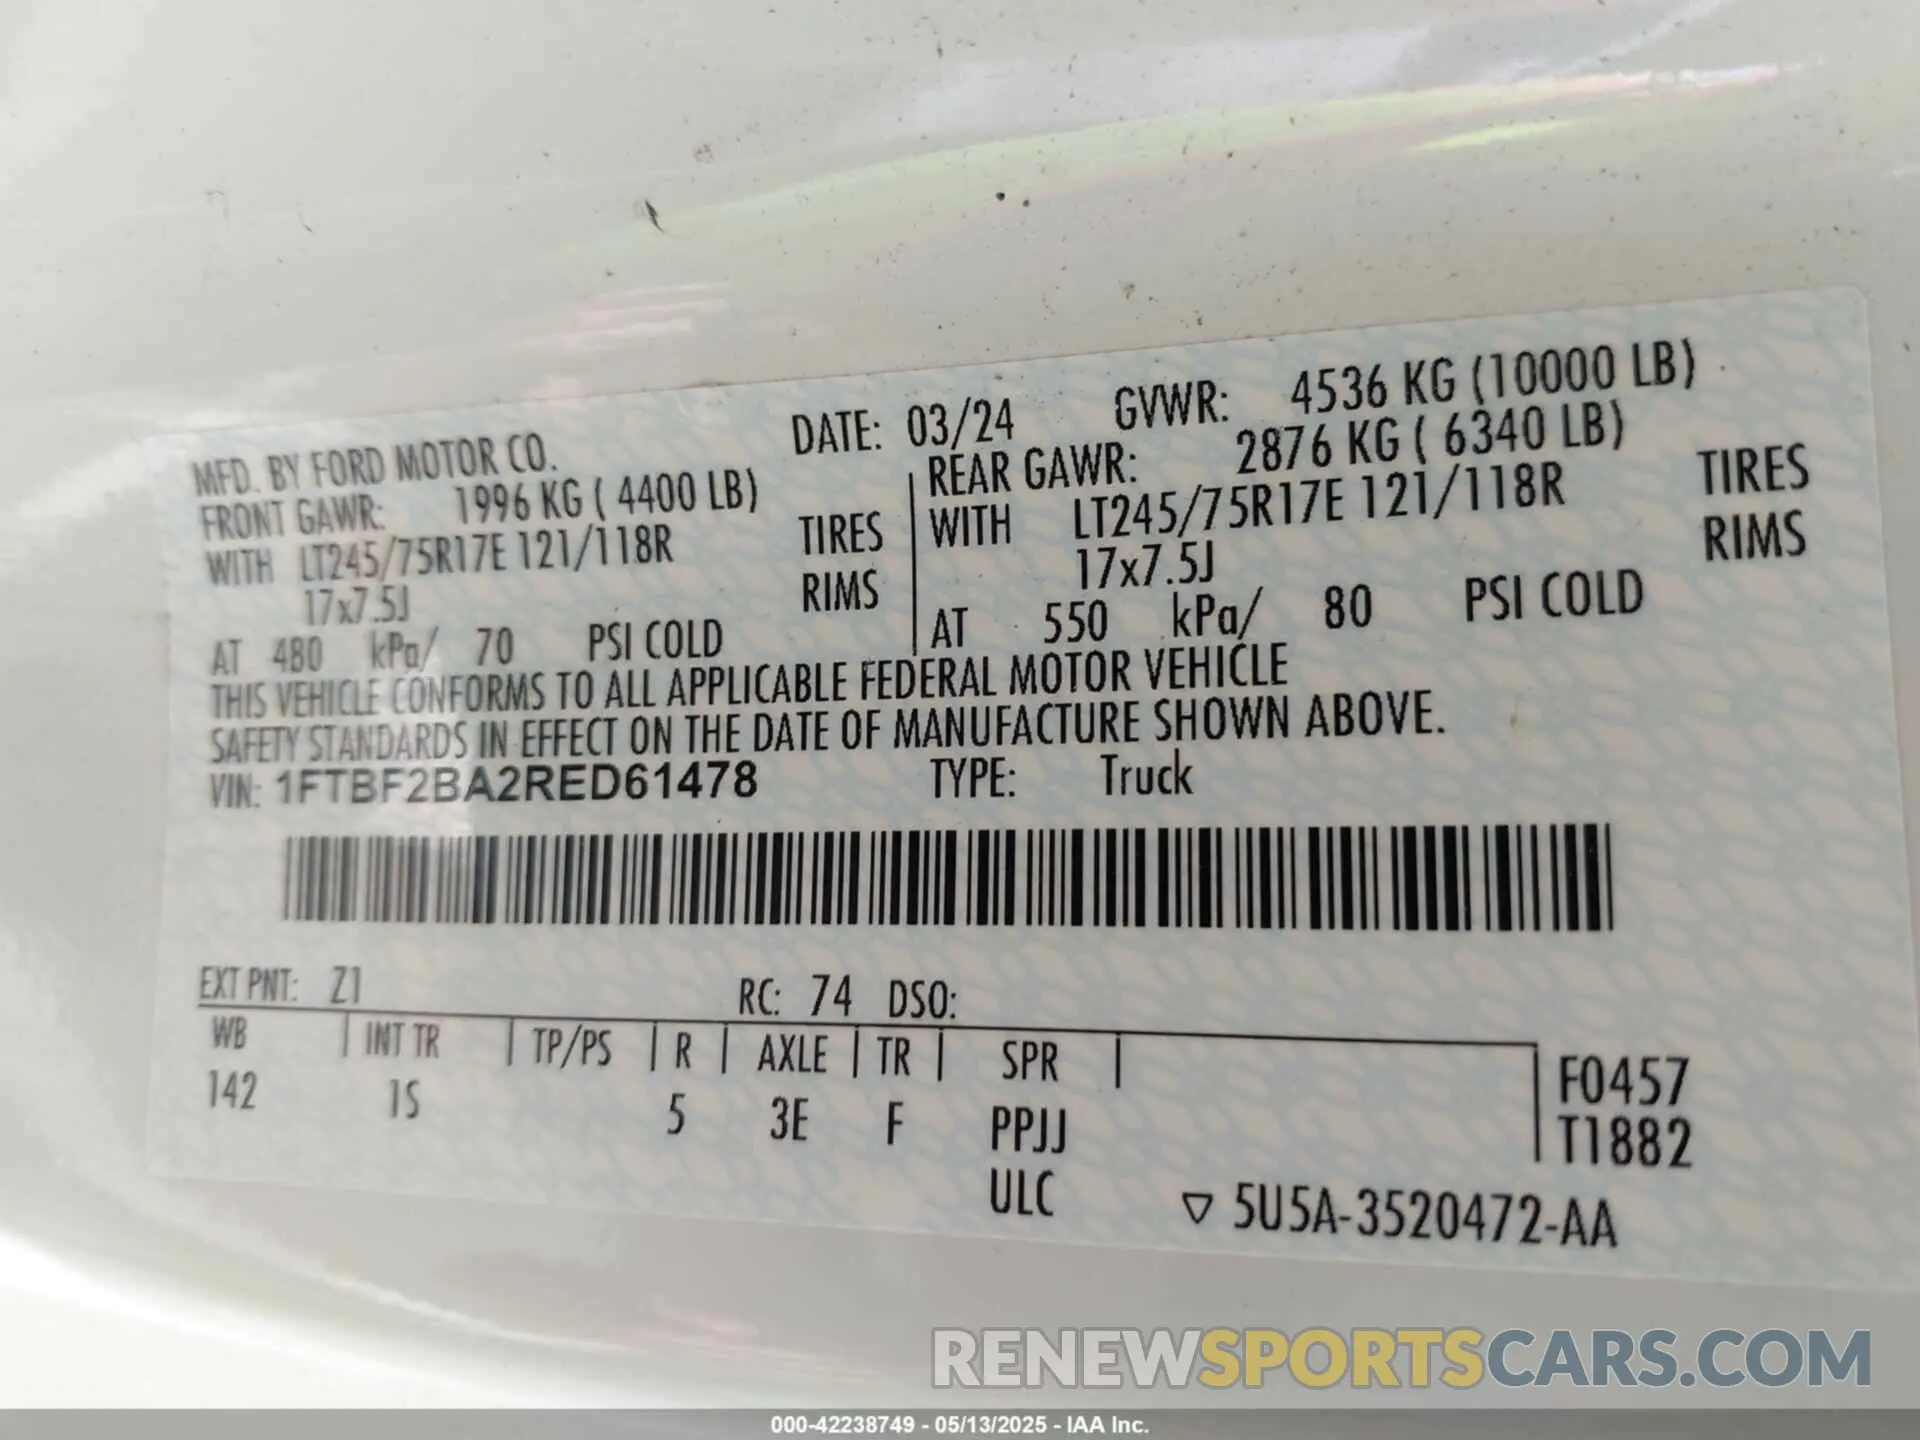 MFD. BY FORD MOTOR CO. DATE: 03/24 GVWR: 4536 KG (10000 LB)
FRONT GAWR: 1996 KG ( 4400 LB) REAR GAWR: 2876 KG ( 6340 LB)
WITH LT245/75R17E 121/118R TIRES WITH LT245/75R17E 121/118R TIRES
17x7.5J RIMS 17x7.5J RIMS
AT 480 kPa/ 70 PSI COLD AT 550 kPa/ 80 PSI COLD
THIS VEHICLE CONFORMS TO ALL APPLICABLE FEDERAL MOTOR VEHICLE
SAFETY STANDARDS IN EFFECT ON THE DATE OF MANUFACTURE SHOWN ABOVE.
VIN: 1FTBF2BA2RED61478 TYPE: Truck
EXT PNT: Z1 RC: 74 DSO:
WB INT TR TP/PS R AXLE TR SPR F0457
142 1S 5 3E F PPJJ T1882
ULC ▽ 5U5A-3520472-AA
RENEWSPORTSCARS.COM
000-42238749 - 05/13/2025 - IAA Inc.